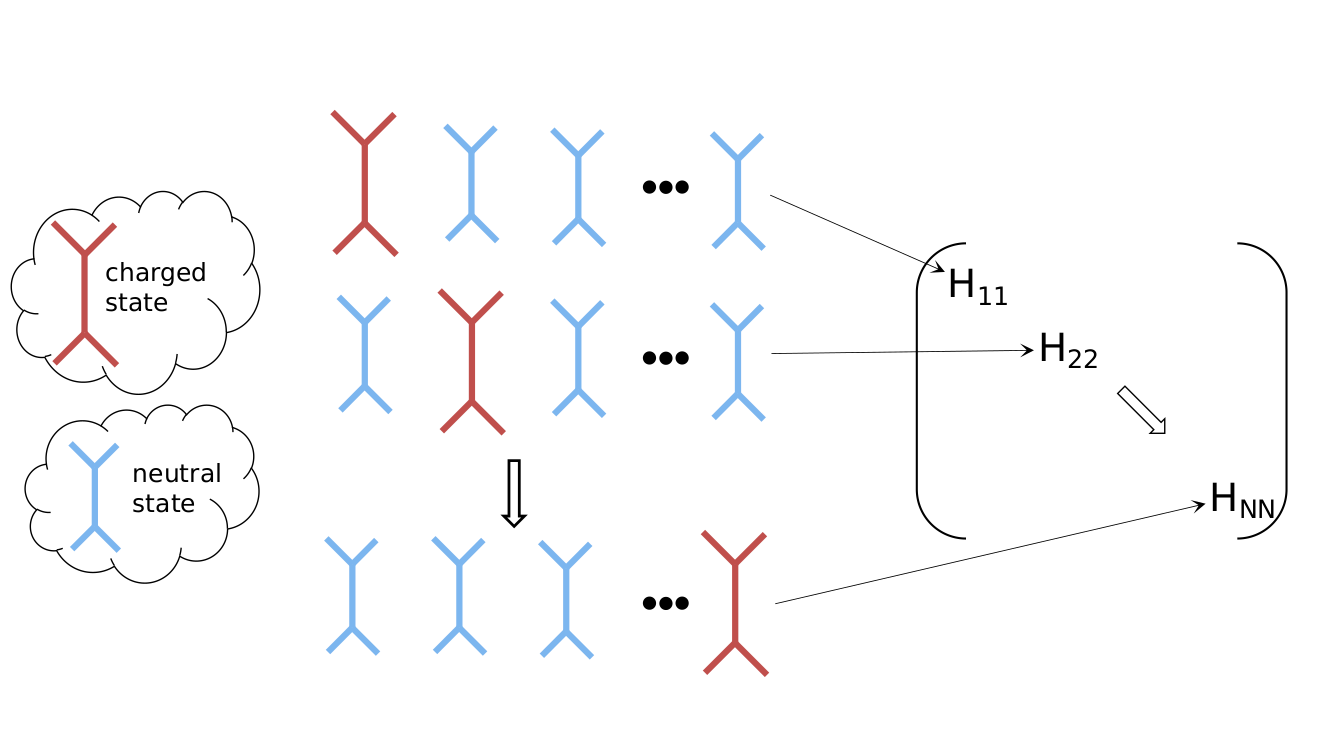 charged
state
neutral
state
H11
H22
HNN